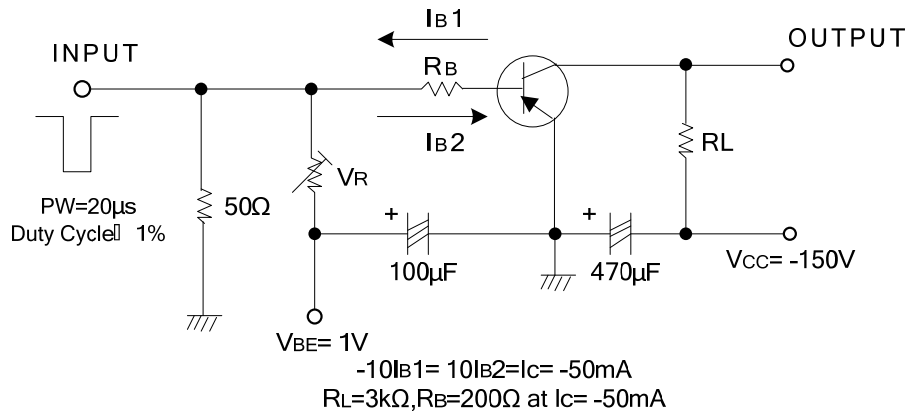 IB1
INPUT
OUTPUT
RB
IB2
RL
VR
50Ω
PW=20μs
Duty Cycle▯ 1%
+
+
100μF
470μF
VCC= -150V
VBE= 1V
-10IB1= 10IB2=Ic= -50mA
RL=3kΩ,RB=200Ω at Ic= -50mA